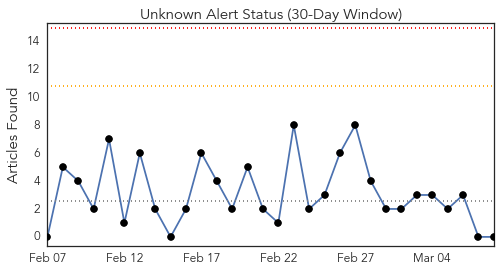 Unknown Alert Status (30-Day Window)
Articles Found
14
12
10
8
6
4
2
0
Feb 07 Feb 12 Feb 17 Feb 22 Feb 27 Mar 04